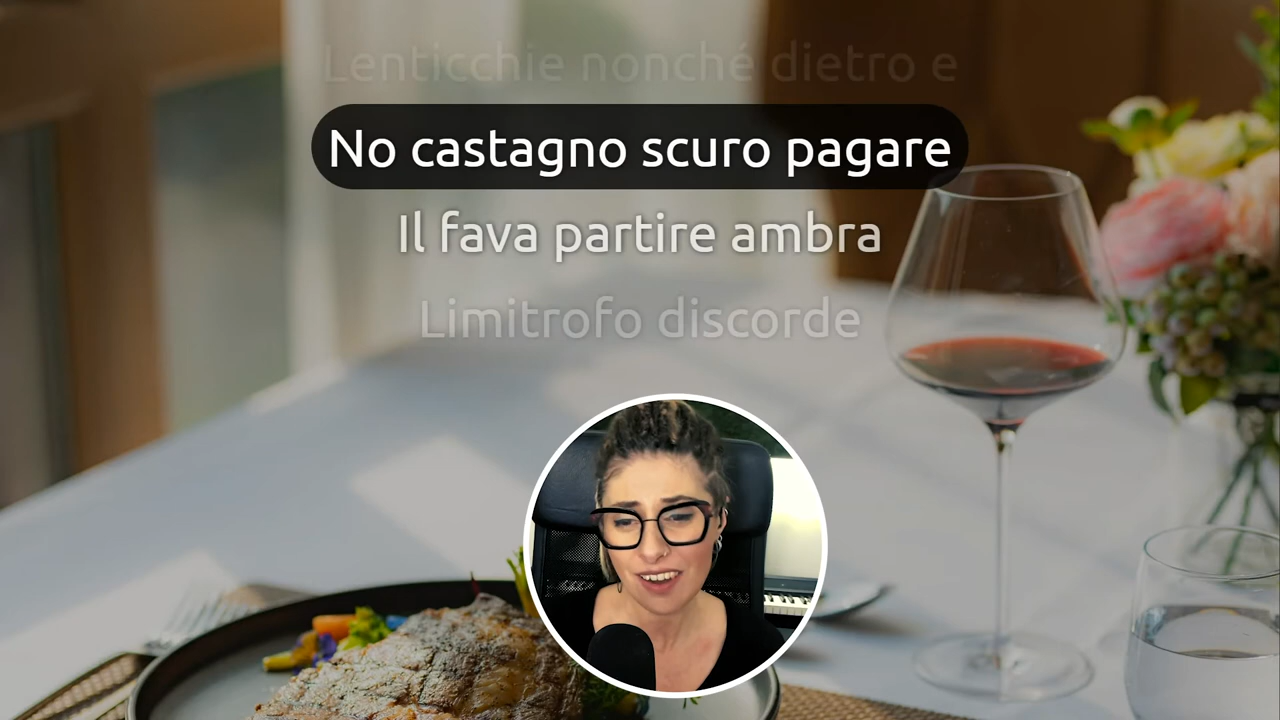 Lenticchie nonché dietro e
No castagno scuro pagare
Il fava partire ambra
Limitrofo discorde